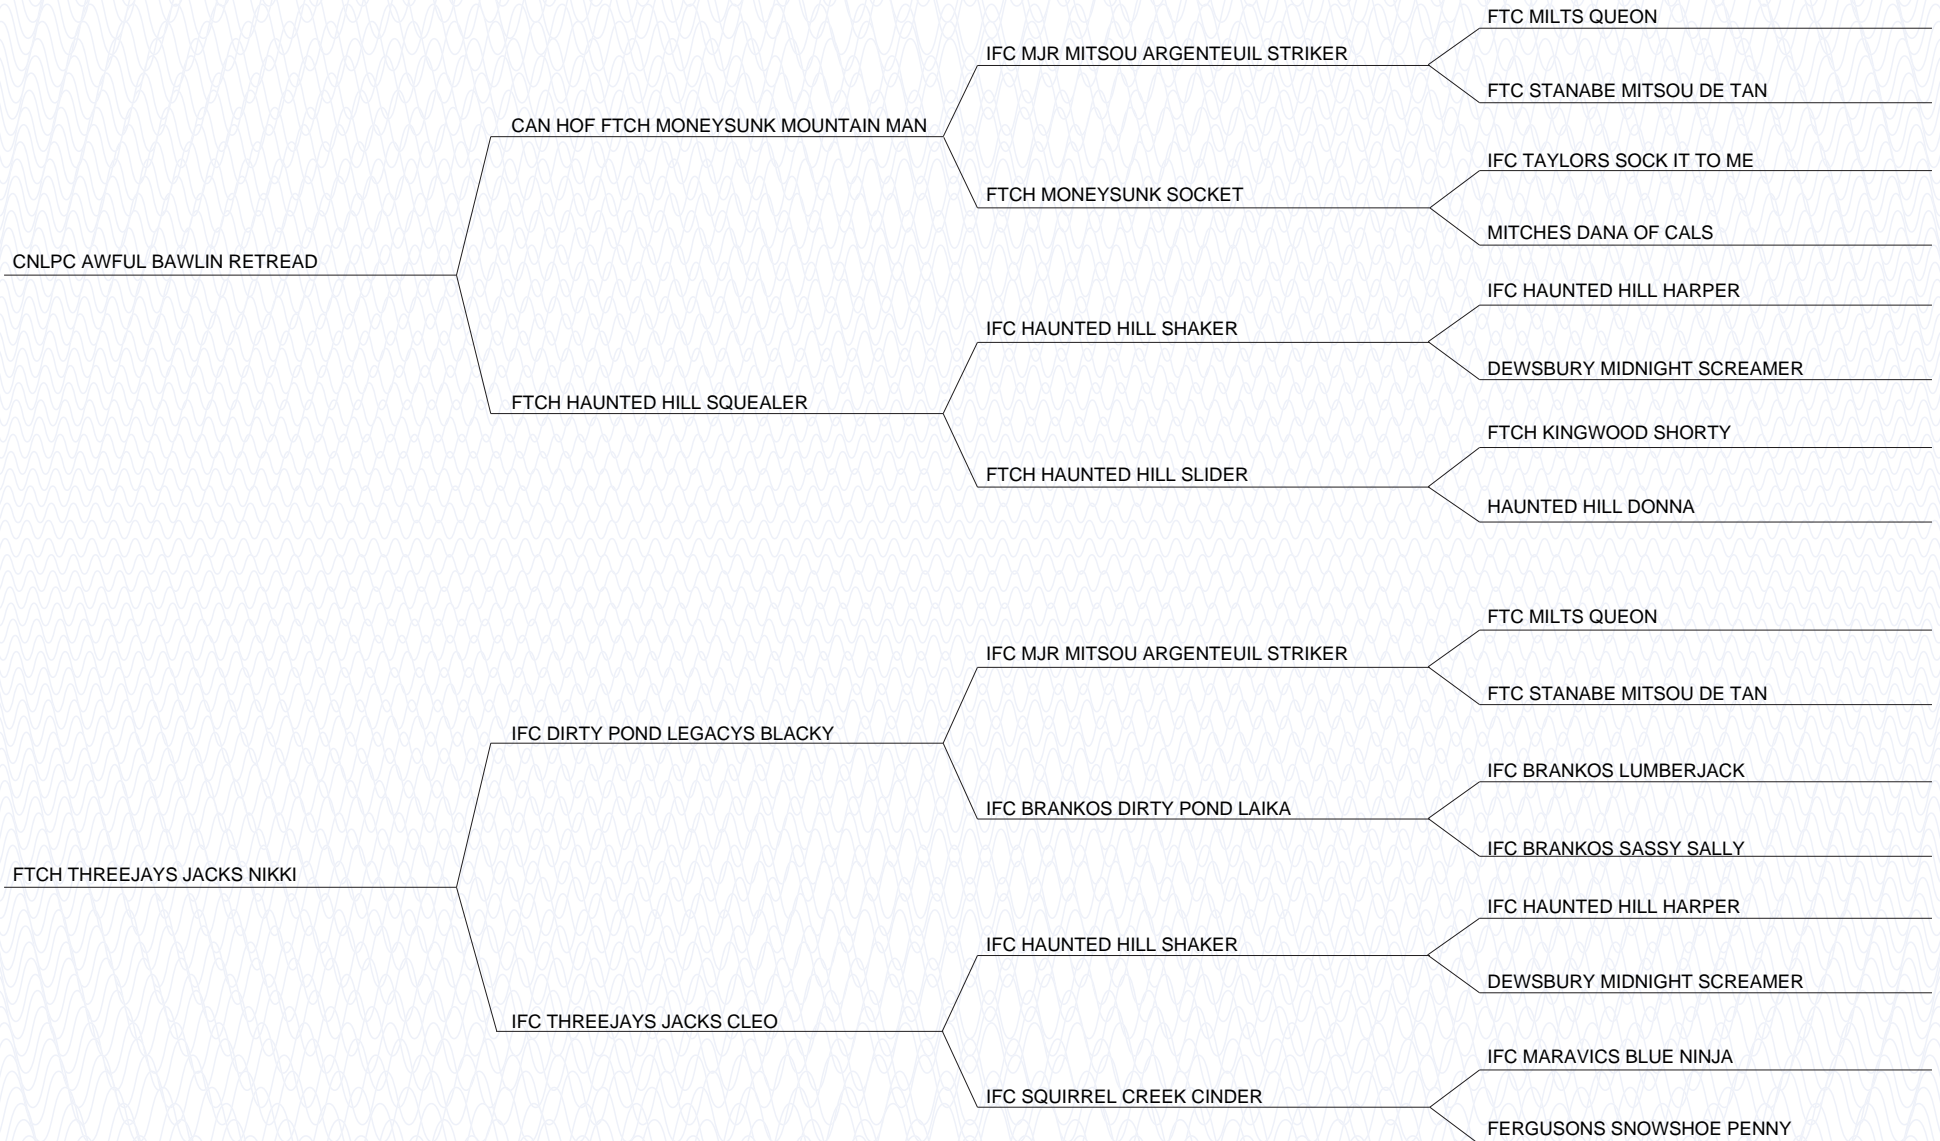 FTC MILTS QUEON
IFC MJR MITSOU ARGENTEUIL STRIKER
FTC STANABE MITSOU DE TAN
CAN HOF FTCH MONEYSUNK MOUNTAIN MAN
IFC TAYLORS SOCK IT TO ME
FTCH MONEYSUNK SOCKET
MITCHES DANA OF CALS
CNLPC AWFUL BAWLIN RETREAD
IFC HAUNTED HILL HARPER
IFC HAUNTED HILL SHAKER
DEWSBURY MIDNIGHT SCREAMER
FTCH HAUNTED HILL SQUEALER
FTCH KINGWOOD SHORTY
FTCH HAUNTED HILL SLIDER
HAUNTED HILL DONNA
FTC MILTS QUEON
IFC MJR MITSOU ARGENTEUIL STRIKER
FTC STANABE MITSOU DE TAN
IFC DIRTY POND LEGACYS BLACKY
IFC BRANKOS LUMBERJACK
IFC BRANKOS DIRTY POND LAIKA
IFC BRANKOS SASSY SALLY
FTCH THREEJAYS JACKS NIKKI
IFC HAUNTED HILL HARPER
IFC HAUNTED HILL SHAKER
DEWSBURY MIDNIGHT SCREAMER
IFC THREEJAYS JACKS CLEO
IFC MARAVICS BLUE NINJA
IFC SQUIRREL CREEK CINDER
FERGUSONS SNOWSHOE PENNY